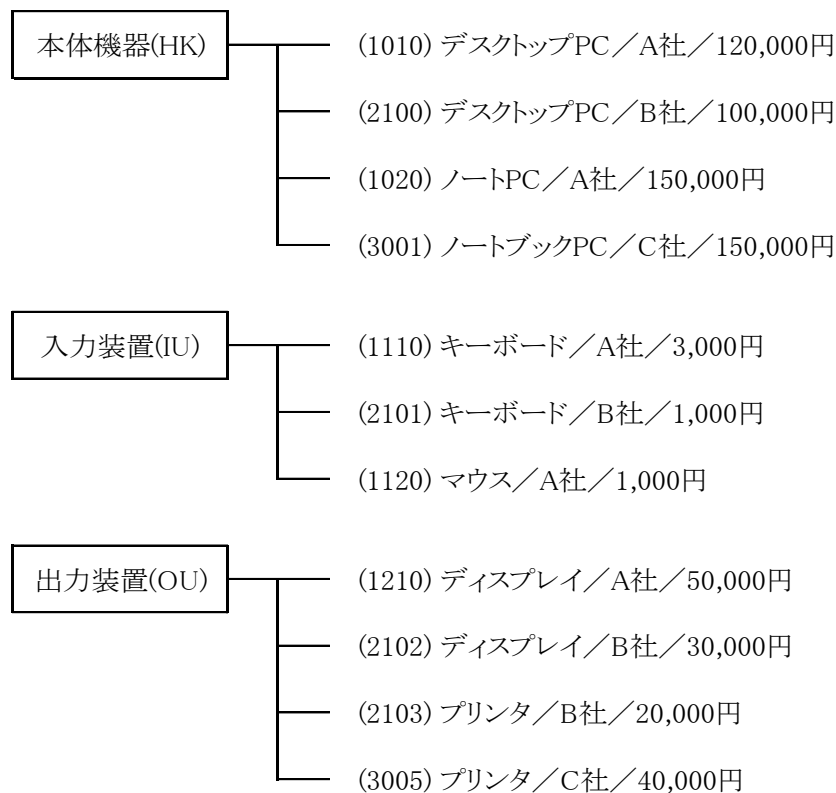 本体機器(HK)
(1010) デスクトップPC／A社／120,000円
(2100) デスクトップPC／B社／100,000円
(1020) ノートPC／A社／150,000円
(3001) ノートブックPC／C社／150,000円
入力装置(IU)
(1110) キーボード／A社／3,000円
(2101) キーボード／B社／1,000円
(1120) マウス／A社／1,000円
出力装置(OU)
(1210) ディスプレイ／A社／50,000円
(2102) ディスプレイ／B社／30,000円
(2103) プリンタ／B社／20,000円
(3005) プリンタ／C社／40,000円